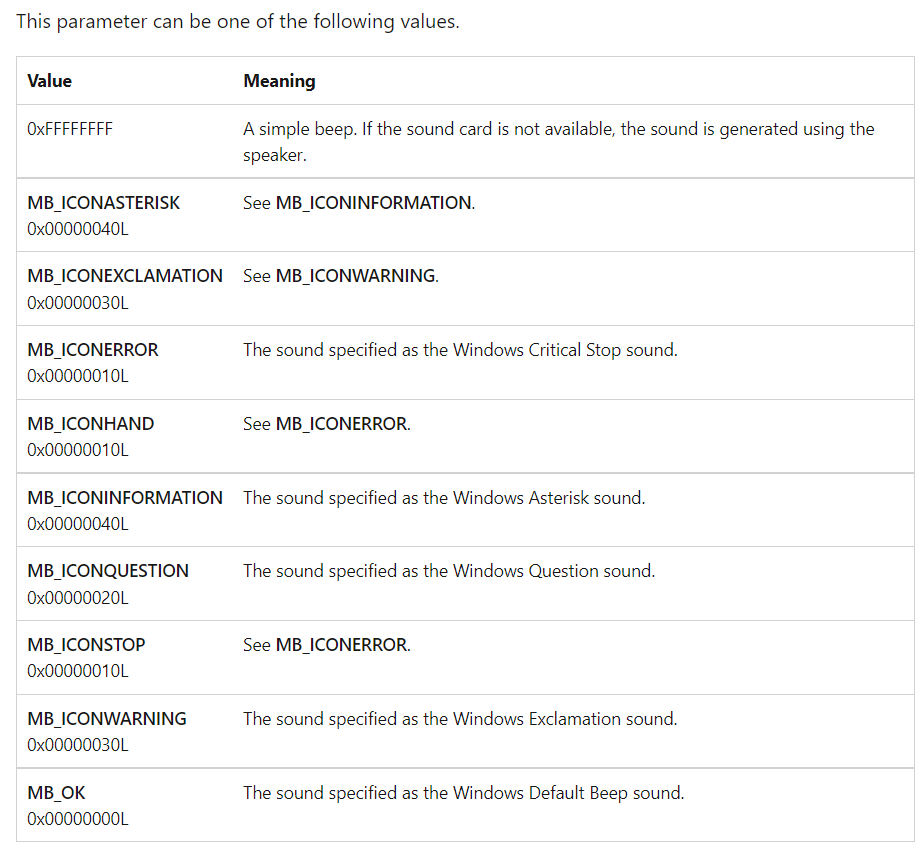 This parameter can be one of the following values.
Value Meaning
0xFFFFFFFF A simple beep. If the sound card is not available, the sound is generated using the
speaker.
MB_ICONASTERISK See MB_ICONINFORMATION.
0x00000040L
MB_ICONEXCLAMATION See MB_ICONWARNING.
0x00000030L
MB_ICONERROR The sound specified as the Windows Critical Stop sound.
0x00000010L
MB_ICONHAND See MB_ICONERROR.
0x00000010L
MB_ICONINFORMATION The sound specified as the Windows Asterisk sound.
0x00000040L
MB_ICONQUESTION The sound specified as the Windows Question sound.
0x00000020L
MB_ICONSTOP See MB_ICONERROR.
0x00000010L
MB_ICONWARNING The sound specified as the Windows Exclamation sound.
0x00000030L
MB_OK The sound specified as the Windows Default Beep sound.
0x00000000L